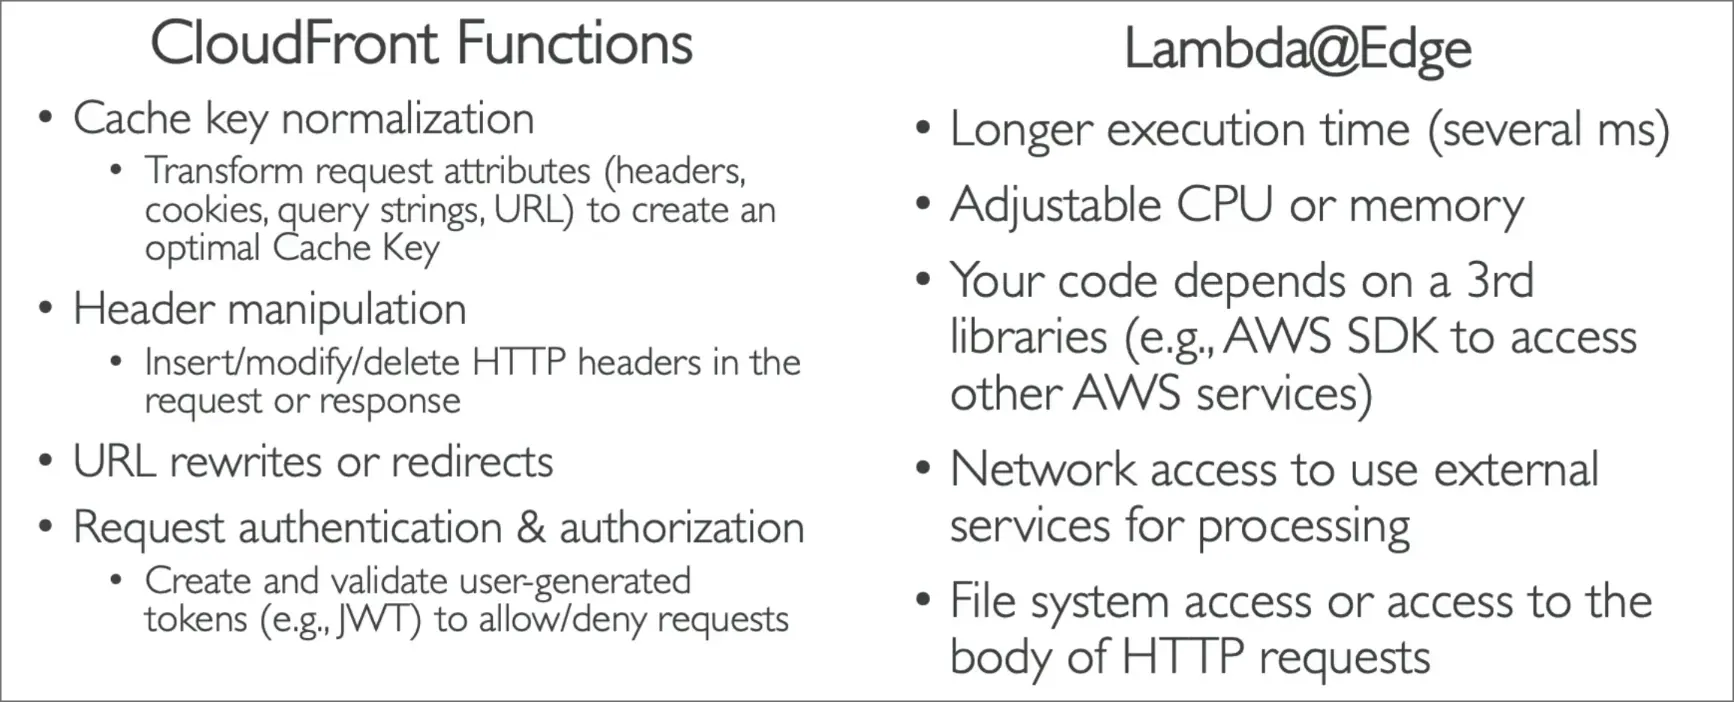 CloudFront Functions
• Cache key normalization
• Transform request attributes (headers,
cookies, query strings, URL) to create an
optimal Cache Key
• Header manipulation
• Insert/modify/delete HTTP headers in the
request or response
• URL rewrites or redirects
• Request authentication & authorization
• Create and validate user-generated
tokens (e.g., JWT) to allow/deny requests
Lambda@Edge
• Longer execution time (several ms)
• Adjustable CPU or memory
• Your code depends on a 3rd
libraries (e.g., AWS SDK to access
other AWS services)
• Network access to use external
services for processing
• File system access or access to the
body of HTTP requests